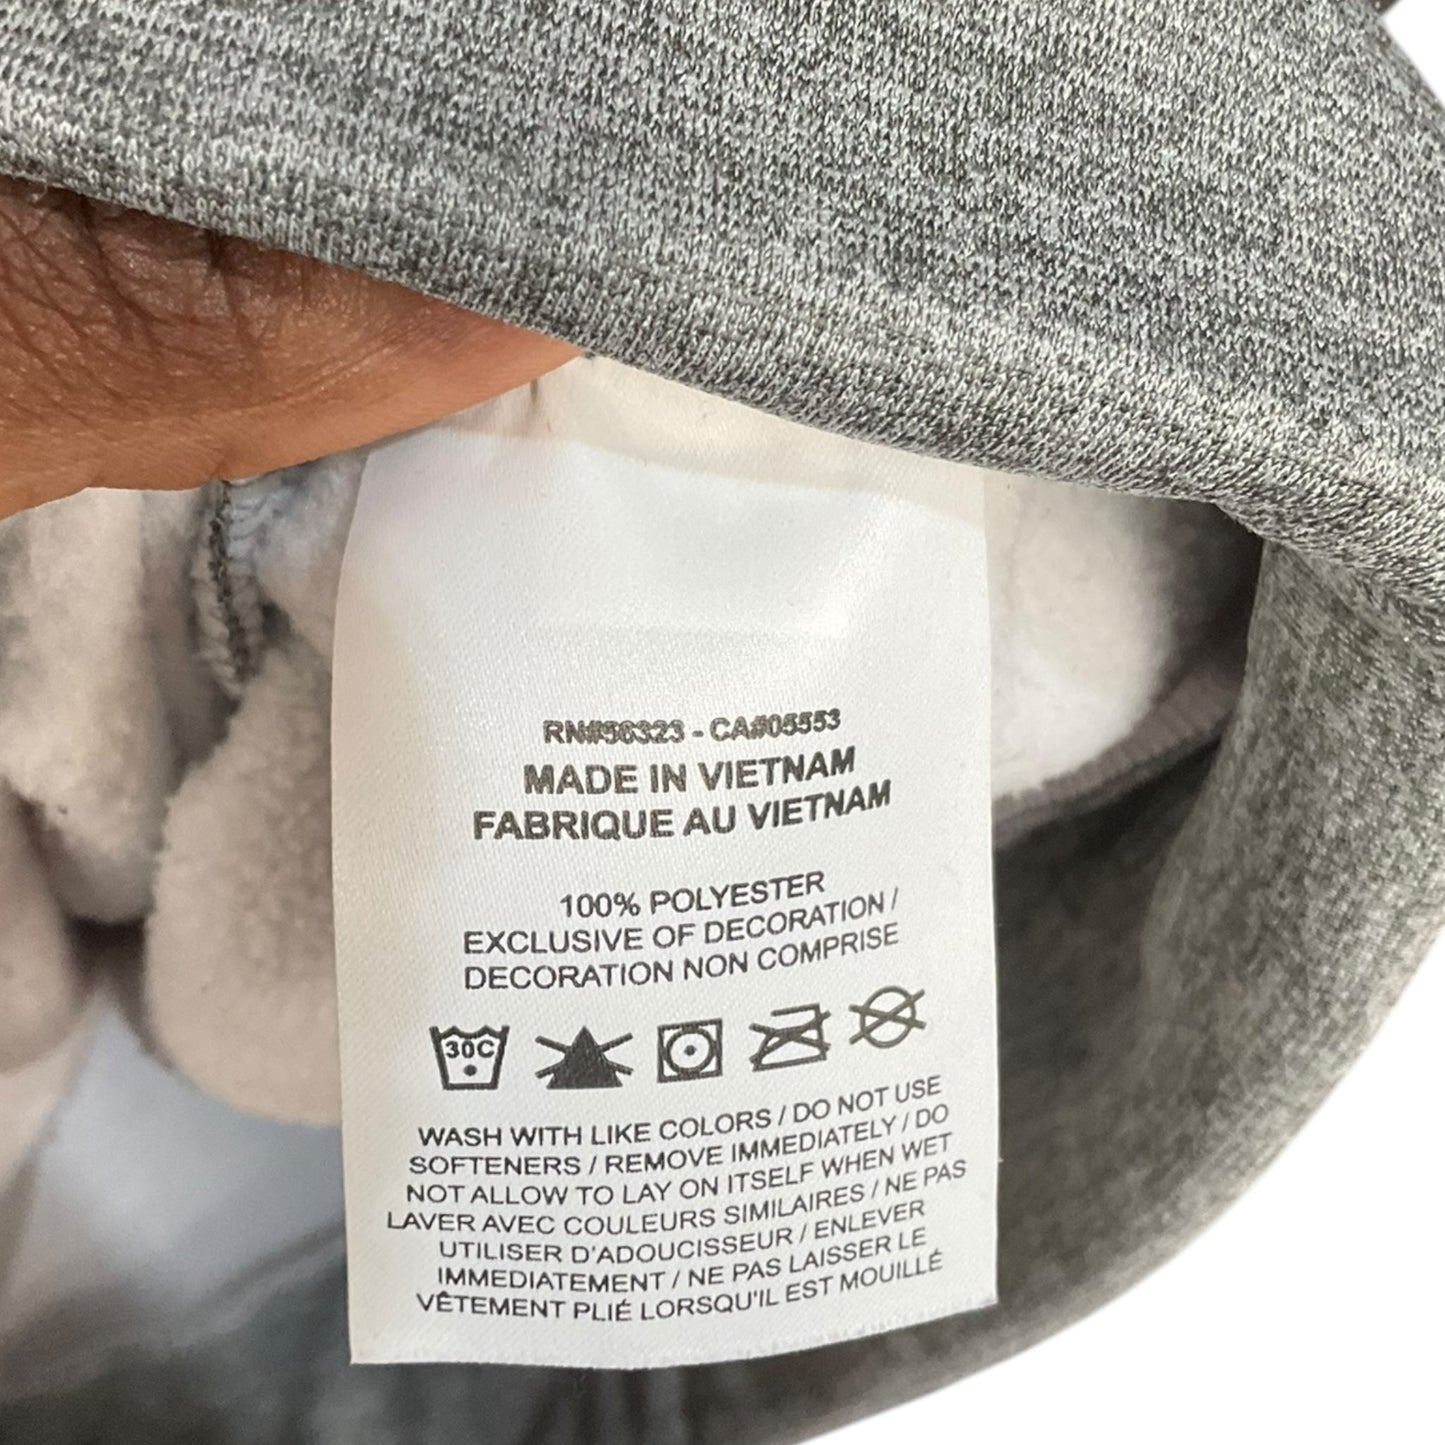 RN#56323 - CA#05553
MADE IN VIETNAM
FABRIQUE AU VIETNAM
100% POLYESTER
EXCLUSIVE OF DECORATION /
DECORATION NON COMPRISE
30C
WASH WITH LIKE COLORS / DO NOT USE
SOFTENERS / REMOVE IMMEDIATELY / DO
NOT ALLOW TO LAY ON ITSELF WHEN WET
LAVER AVEC COULEURS SIMILAIRES / NE PAS
UTILISER D'ADOUCISSEUR / ENLEVER
IMMEDIATEMENT / NE PAS LAISSER LE
VÊTEMENT PLIÉ LORSQU'IL EST MOUILLÉ